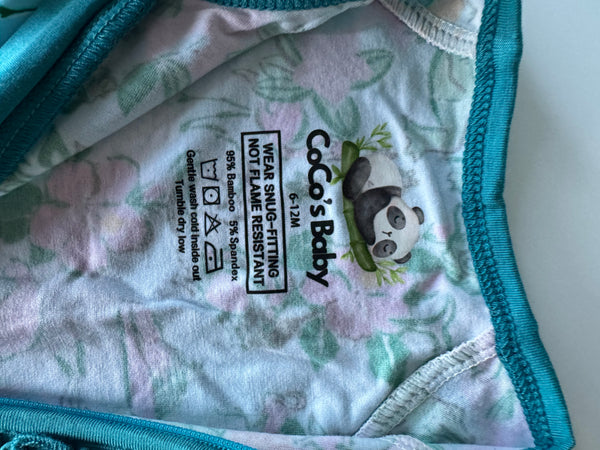 CoCo's Baby
6-12M
WEAR SNUG-FITTING
NOT FLAME RESISTANT
95% Bamboo 5% Spandex
Gentle wash cold inside out
Tumble dry low